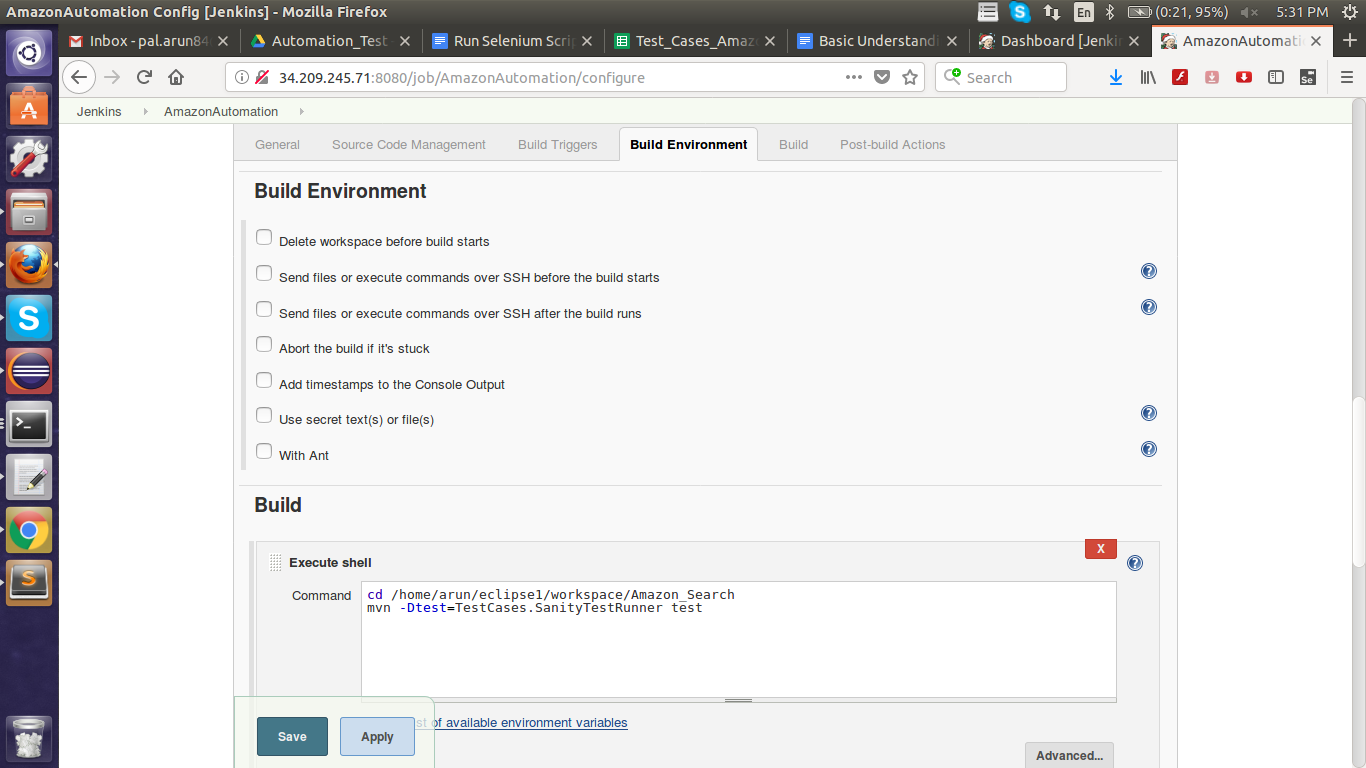 AmazonAutomation Config [Jenkins] - Mozilla Firefox
En
(0:21, 95%)
5:31 PM
Inbox - pal.arun84
Automation_Test
Run Selenium Scri
Test_Cases_Amaz
Basic Understand
Dashboard [Jenki
AmazonAutomati
34.209.245.71:8080/job/AmazonAutomation/configure
Search
Se
Jenkins
AmazonAutomation
General
Source Code Management
Build Triggers
Build Environment
Build
Post-build Actions
Build Environment
Delete workspace before build starts
Send files or execute commands over SSH before the build starts
?
Send files or execute commands over SSH after the build runs
?
Abort the build if it's stuck
Add timestamps to the Console Output
Use secret text(s) or file(s)
?
With Ant
?
Build
X
Execute shell
?
Command
cd /home/arun/eclipse1/workspace/Amazon_Search
mvn -Dtest=TestCases.SanityTestRunner test
of available environment variables
Save
Apply
Advanced...